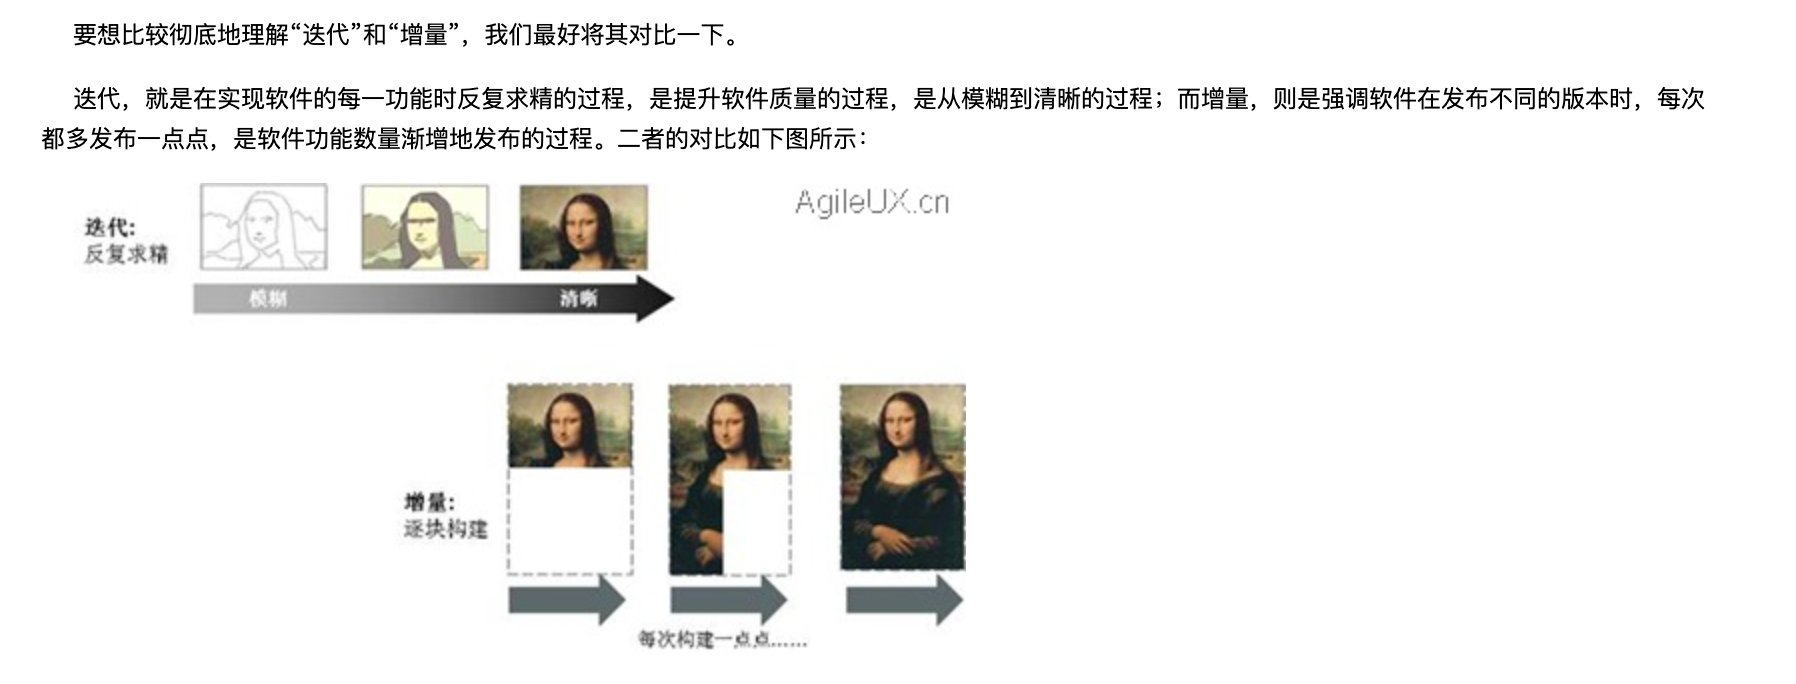 要想比较彻底地理解“迭代”和“增量”，我们最好将其对比一下。
迭代，就是在实现软件的每一功能时反复求精的过程，是提升软件质量的过程，是从模糊到清晰的过程；而增量，则是强调软件在发布不同的版本时，每次
都多发布一点点，是软件功能数量渐增地发布的过程。二者的对比如下图所示：
AgileUX.cn
迭代：
反复求精
模糊 清晰
增量：
逐块构建
每次构建一点点……